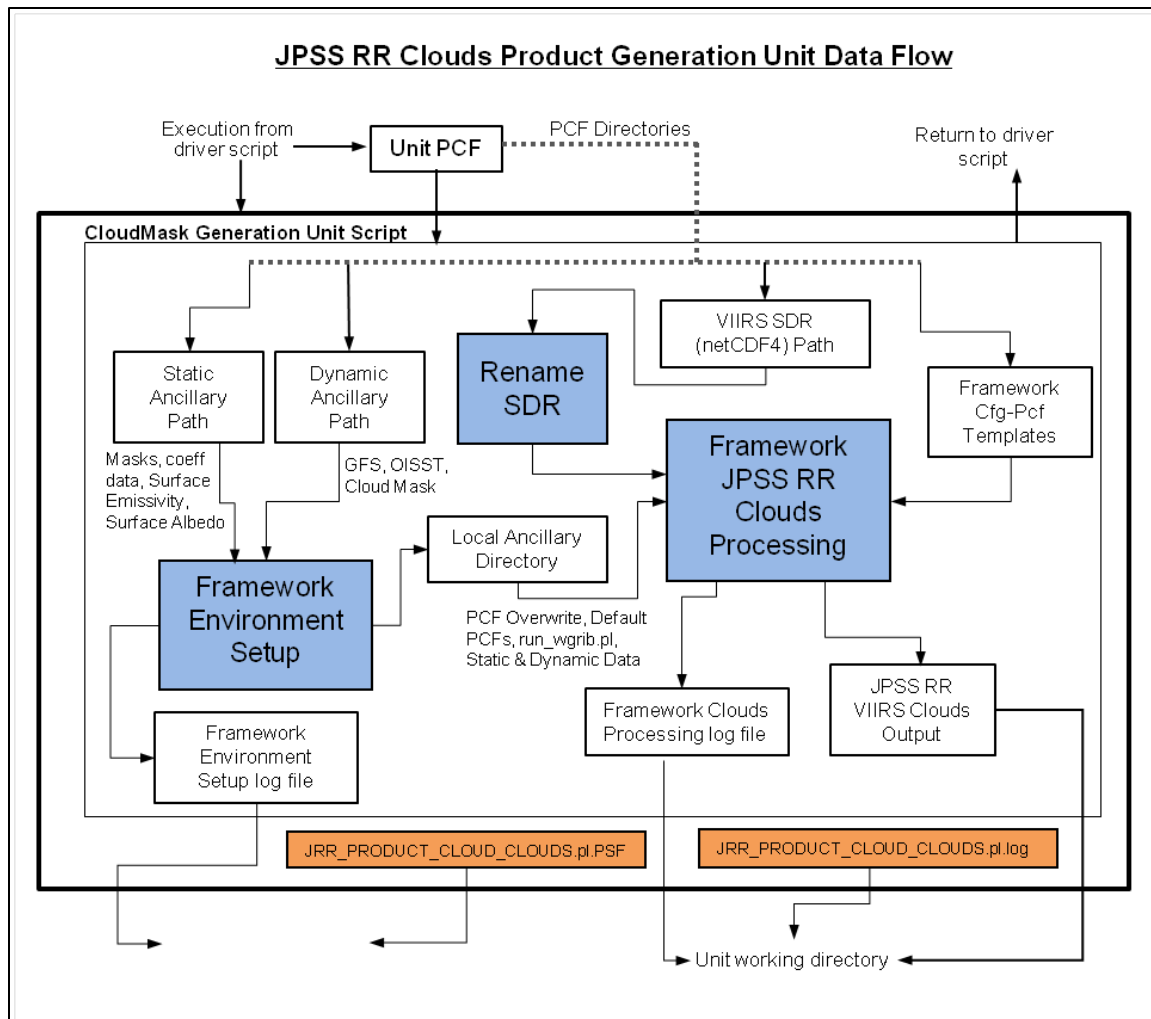 JPSS RR Clouds Product Generation Unit Data Flow
Execution from
driver script
Unit PCF
PCF Directories
Return to driver
script
CloudMask Generation Unit Script
Static
Ancillary
Path
Dynamic
Ancillary
Path
Rename
SDR
VIIRS SDR
(netCDF4) Path
Framework
Cfg-Pcf
Templates
Masks, coeff
data, Surface
Emissivity,
Surface Albedo
GFS, OISST,
Cloud Mask
Framework
JPSS RR
Clouds
Processing
Local Ancillary
Directory
Framework
Environment
Setup
PCF Overwrite, Default
PCFs, run_wgrib.pl,
Static & Dynamic Data
Framework
Environment
Setup log file
Framework Clouds
Processing log file
JPSS RR
VIIRS Clouds
Output
JRR_PRODUCT_CLOUD_CLOUDS.pl.PSF
JRR_PRODUCT_CLOUD_CLOUDS.pl.log
Unit working directory